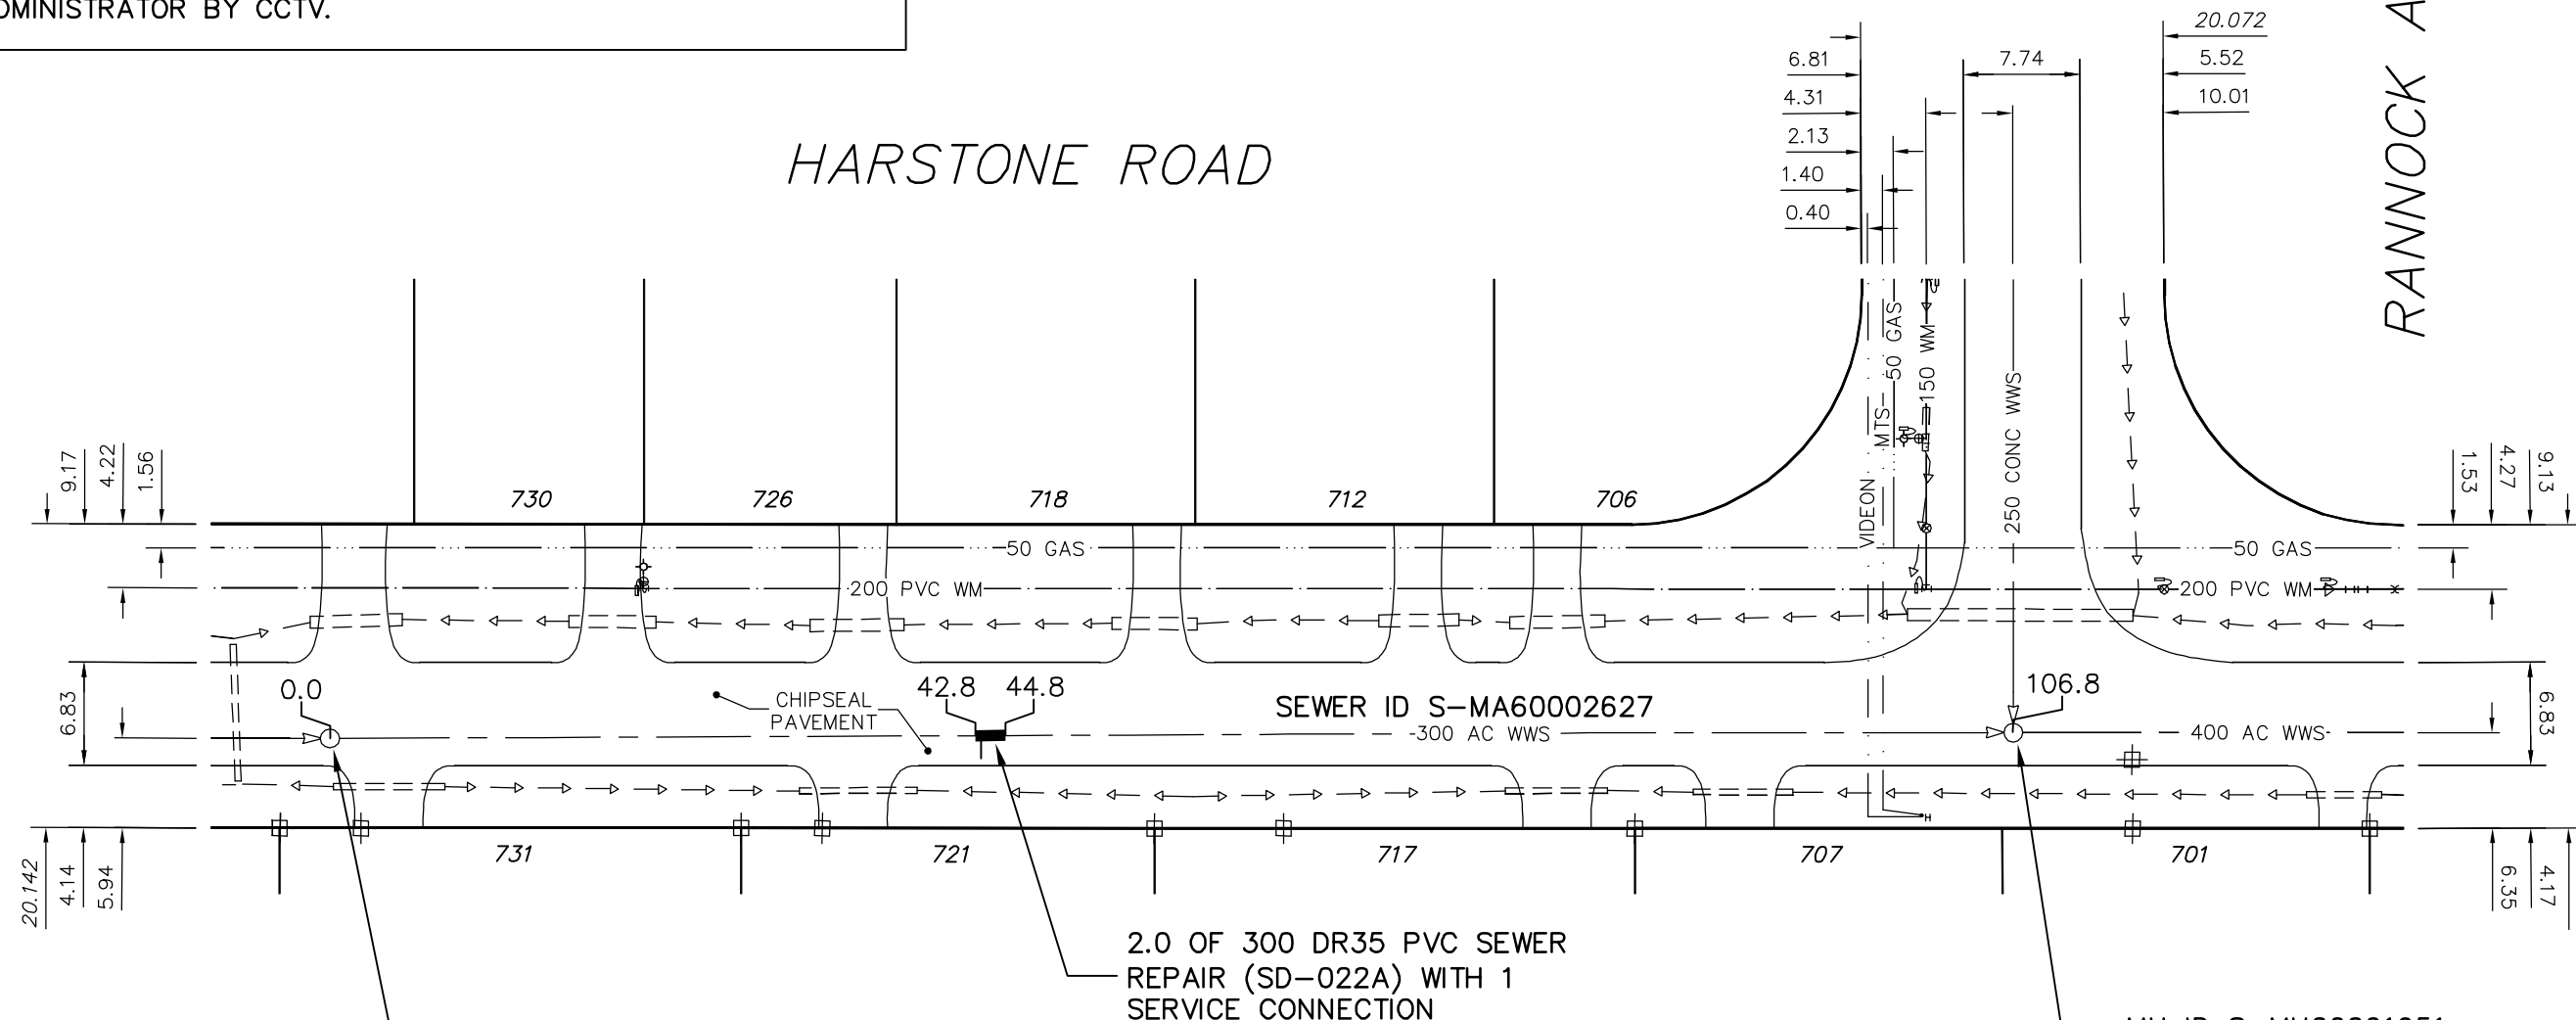 ADMINISTRATOR BY CCTV.
HARSTONE ROAD
RANNOCK A
20.072
6.81
7.74
5.52
4.31
10.01
2.13
1.40
0.40
VIDEON
MTS
50 GAS
150 WM
250 CONC WWS
9.17
4.22
1.56
730
726
718
712
706
1.53
4.27
9.13
50 GAS
50 GAS
200 PVC WM
200 PVC WM
6.83
0.0
CHIPSEAL
PAVEMENT
42.8
44.8
SEWER ID S-MA60002627
300 AC WWS
106.8
400 AC WWS
6.83
731
721
717
707
701
20.142
4.14
5.94
6.35
4.17
2.0 OF 300 DR35 PVC SEWER
REPAIR (SD-022A) WITH 1
SERVICE CONNECTION